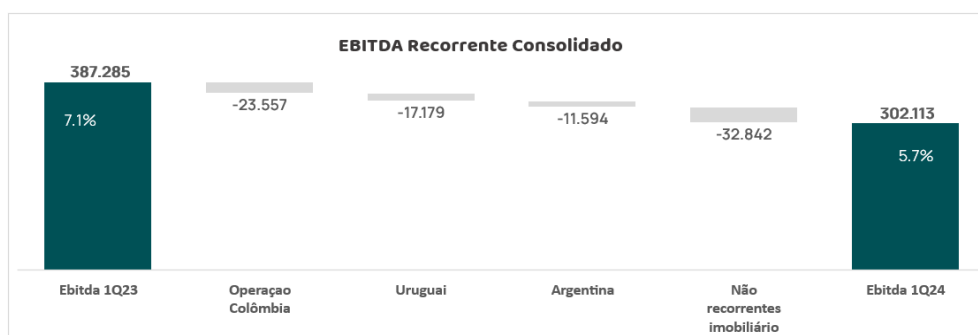 EBITDA Recorrente Consolidado
387.285
7.1%
-23.557
-17.179
-11.594
-32.842
302.113
5.7%
Ebitda 1Q23
Operaçao
Colômbia
Uruguai
Argentina
Não
recorrentes
imobiliário
Ebitda 1Q24